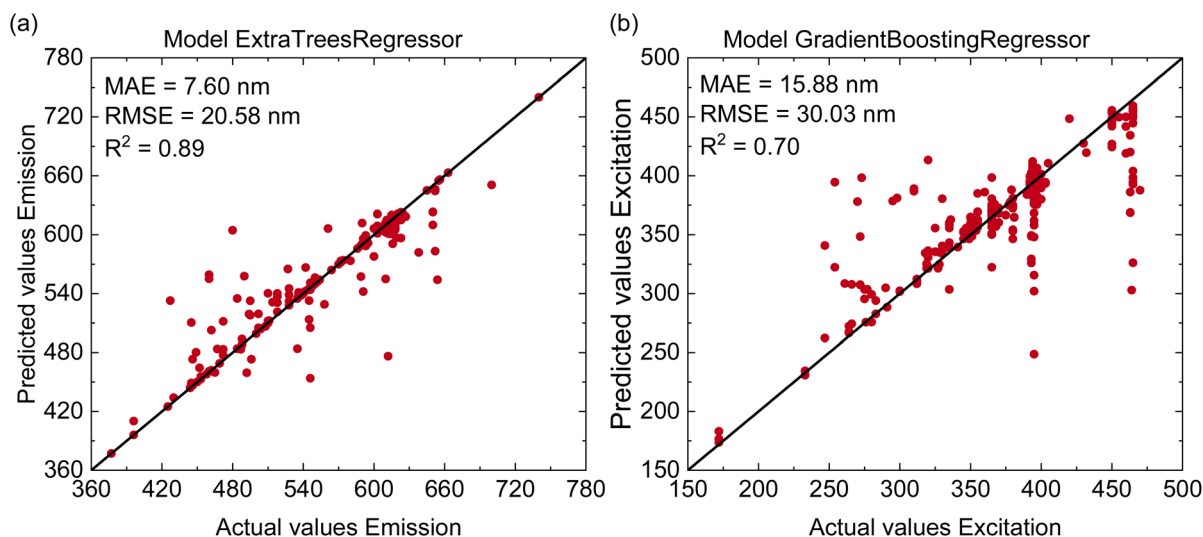 (a)
Model ExtraTreesRegressor
MAE = 7.60 nm
RMSE = 20.58 nm
R² = 0.89
Predicted values Emission
780
720
660
600
540
480
420
360
360 420 480 540 600 660 720 780
Actual values Emission
(b)
Model GradientBoostingRegressor
MAE = 15.88 nm
RMSE = 30.03 nm
R² = 0.70
Predicted values Excitation
500
450
400
350
300
250
200
150
150 200 250 300 350 400 450 500
Actual values Excitation